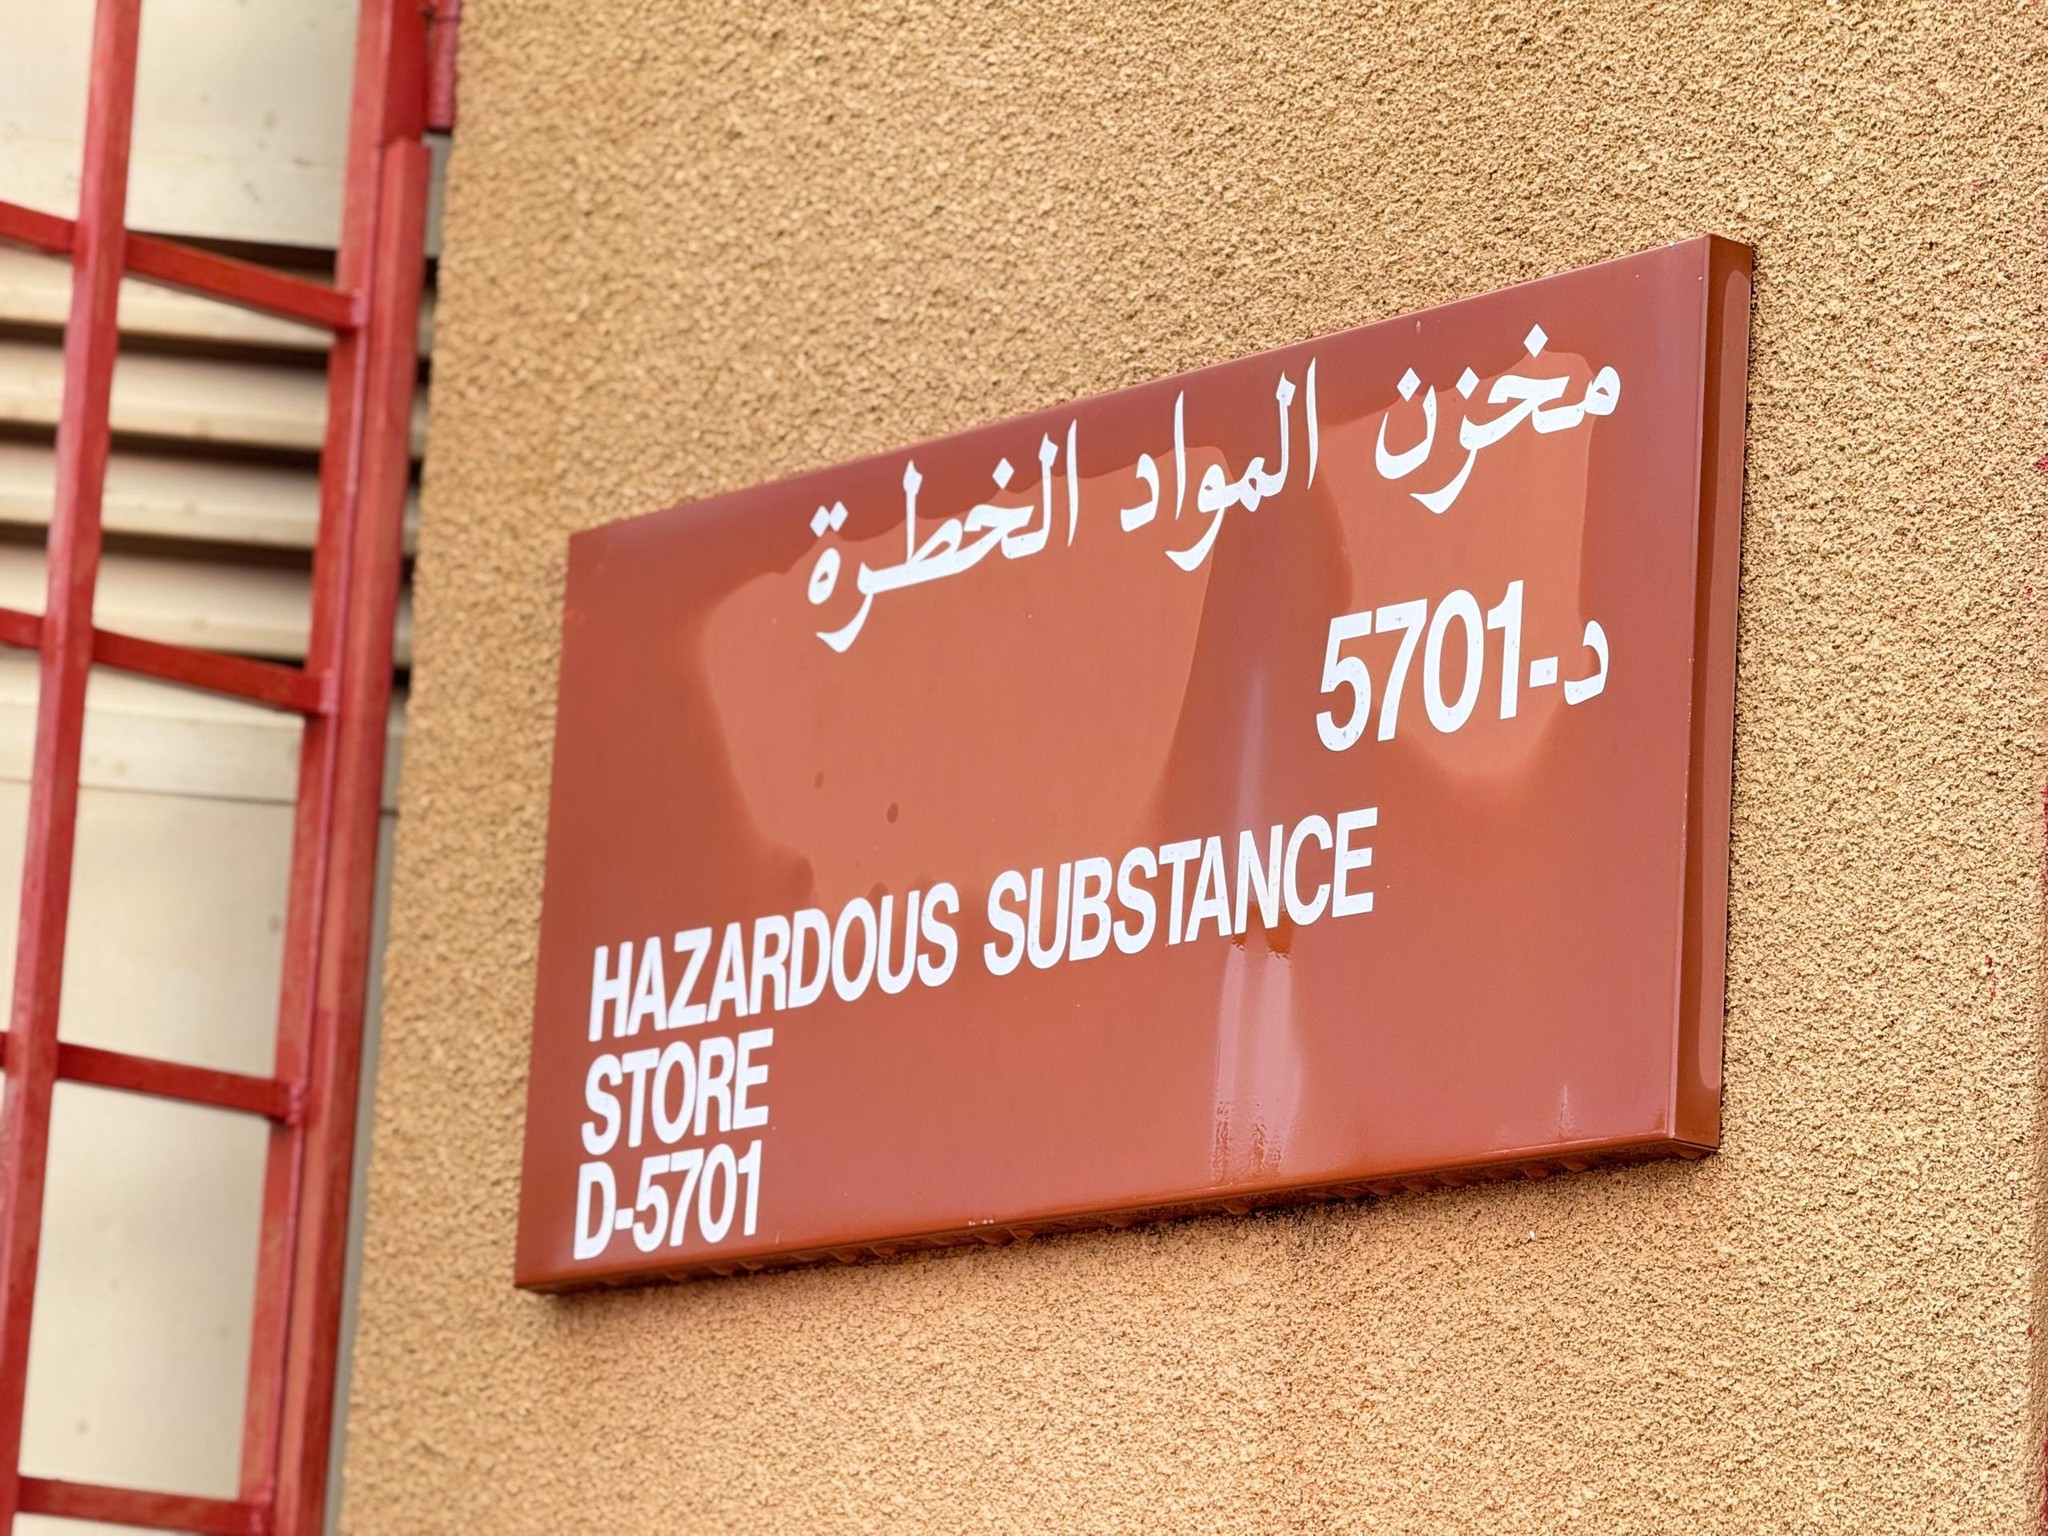 مخزن المواد الخطرة
د-5701
HAZARDOUS SUBSTANCE
STORE
D-5701